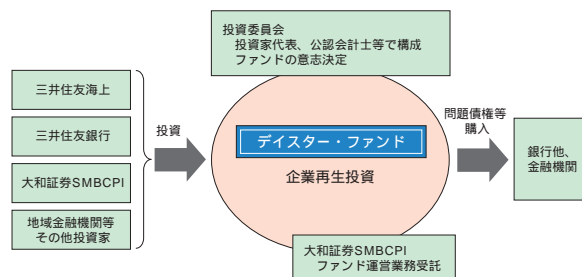 投資委員会
投資家代表、公認会計士等で構成
ファンドの意志決定
三井住友海上
三井住友銀行
大和証券SMBCPI
地域金融機関等
その他投資家
投資
デイスター・ファンド
企業再生投資
問題債権等
購入
銀行他、
金融機関
大和証券SMBCPI
ファンド運営業務受託